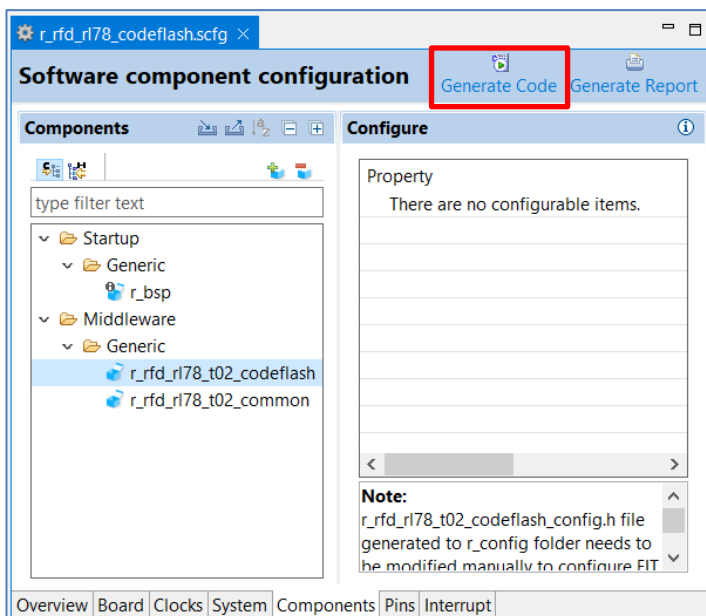 r_rfd_rl78_codeflash.scfg
Software component configuration
Generate Code
Generate Report
Components
Configure
type filter text
Startup
Generic
r_bsp
Middleware
Generic
r_rfd_rl78_t02_codeflash
r_rfd_rl78_t02_common
Property
There are no configurable items.
Note:
r_rfd_rl78_t02_codeflash_config.h file
generated to r_config folder needs to
be modified manually to configure FIT
Overview Board Clocks System Components Pins Interrupt